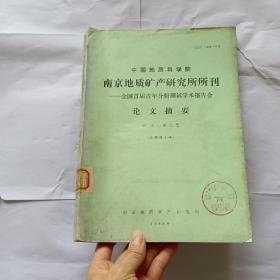 中国地质科学院
南京地质矿产研究所所刊
——全国首届青年分析测试学术报告会
论文摘要
南京地质矿产研究所